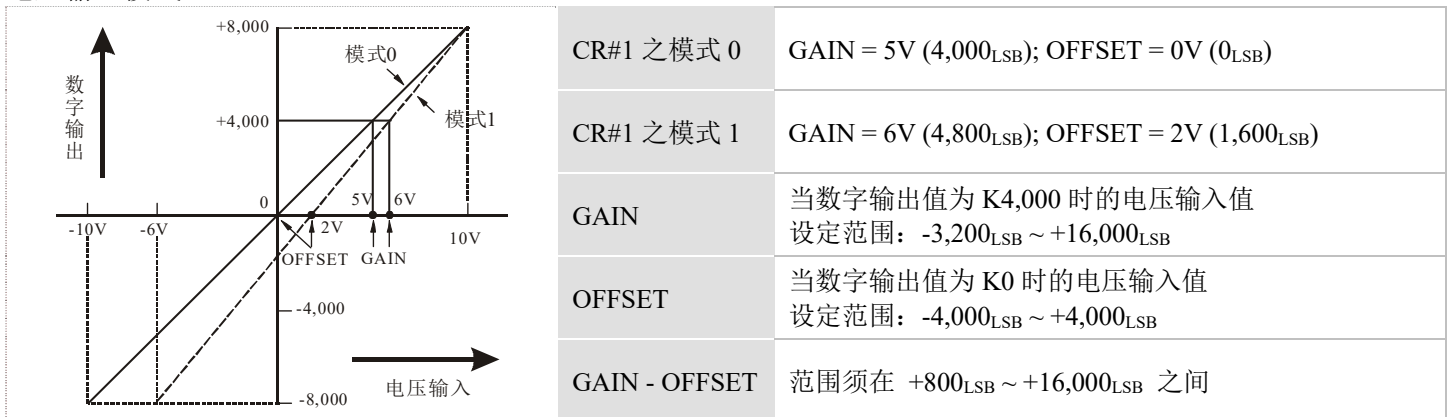 +8,000
模式0
数字输出
+4,000
模式1
0
5V
6V
-10V
-6V
2V
10V
OFFSET
GAIN
-4,000
电压输入
-8,000
CR#1 之模式 0
GAIN = 5V (4,000LSB); OFFSET = 0V (0LSB)
CR#1 之模式 1
GAIN = 6V (4,800LSB); OFFSET = 2V (1,600LSB)
GAIN
当数字输出值为 K4,000 时的电压输入值
设定范围：-3,200LSB ~ +16,000LSB
OFFSET
当数字输出值为 K0 时的电压输入值
设定范围：-4,000LSB ~ +4,000LSB
GAIN - OFFSET
范围须在 +800LSB ~ +16,000LSB 之间